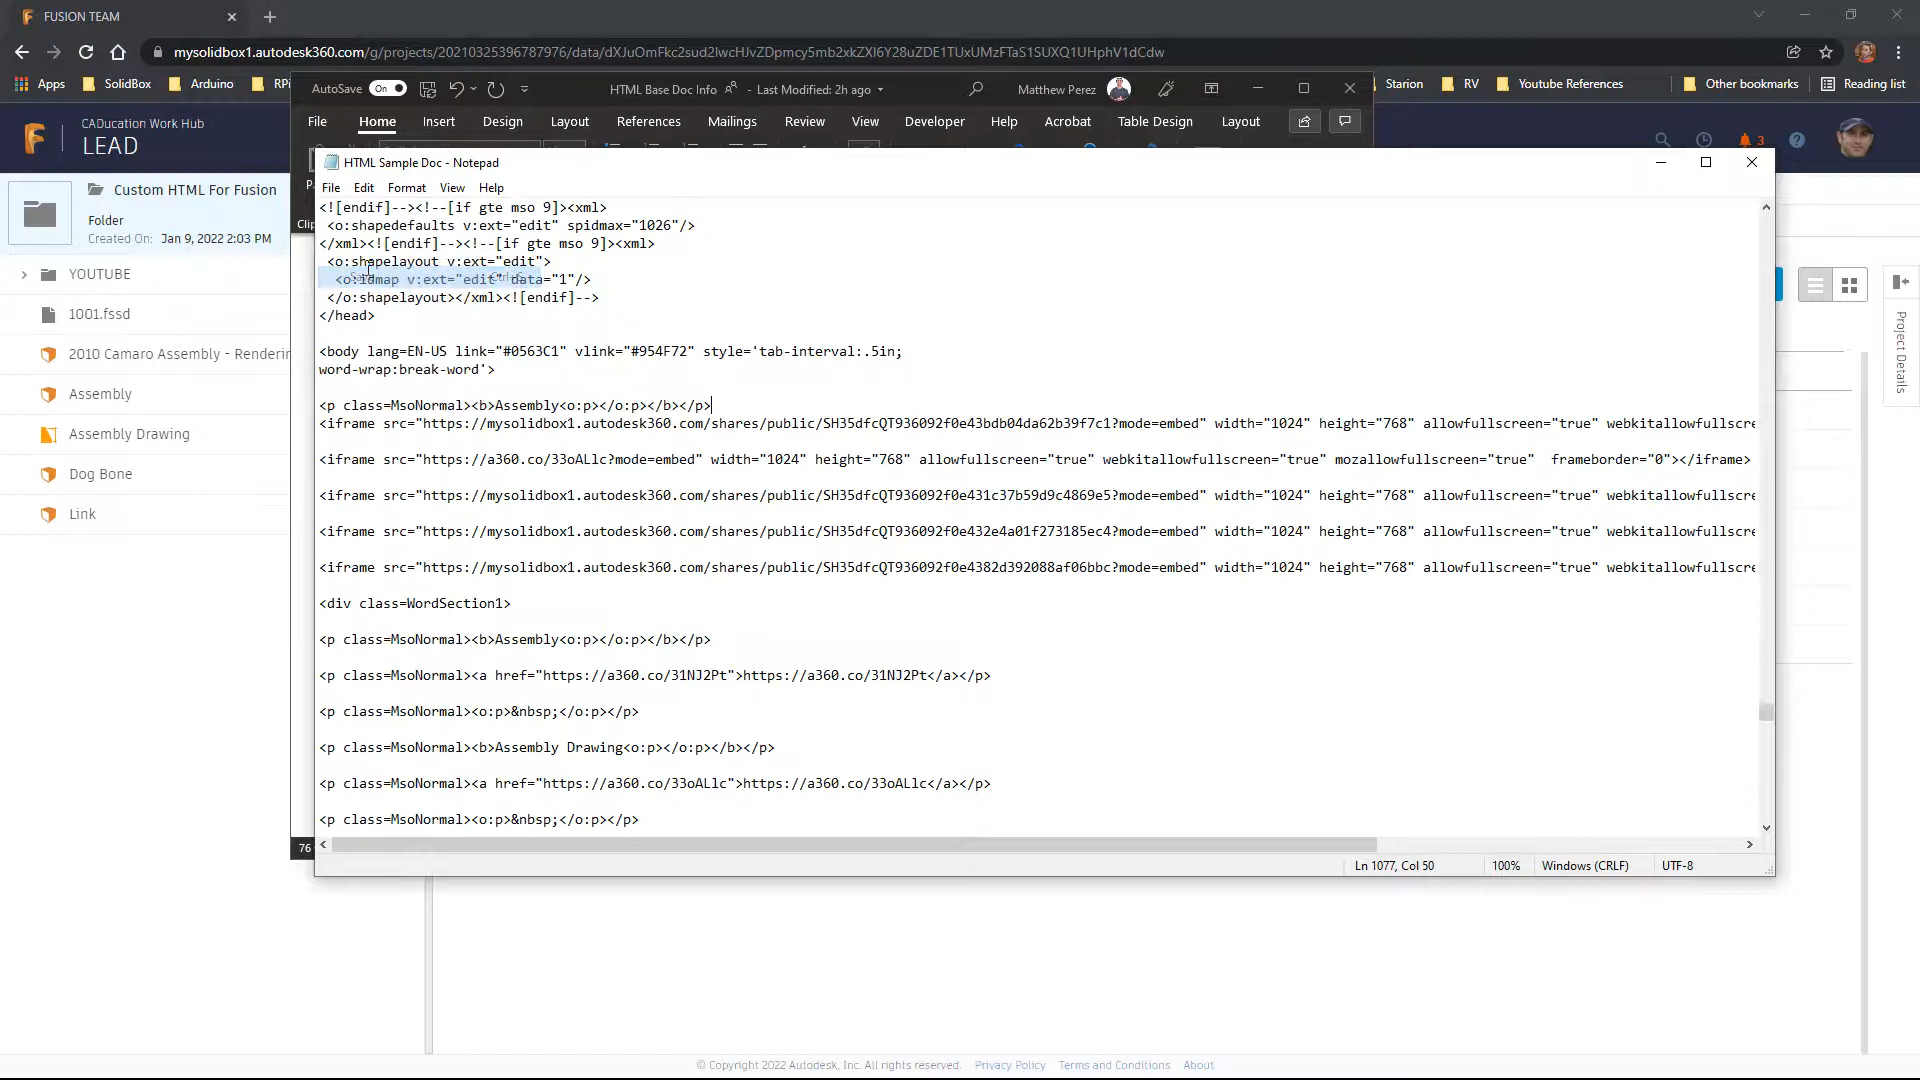 FUSION TEAM
mysolidbox1.autodesk360.com/g/projects/20210325396787976/data/dXJuOmFkc2sud2lwcHJvZDpmcy5mb2xkZXI6Y28uZDE1TUxUMzFTaS1SUXQ1UHphV1dCdw
Apps SolidBox Arduino Starion RV Youtube References Other bookmarks Reading list
AutoSave On HTML Base Doc Info - Last Modified: 2h ago Matthew Perez
CADucation Work Hub
LEAD
File Home Insert Design Layout References Mailings Review View Developer Help Acrobat Table Design Layout
3
Custom HTML For Fusion
Folder
Created On: Jan 9, 2022 2:03 PM
YOUTUBE
1001.fssd
2010 Camaro Assembly -
Assembly
Assembly Drawing
Dog Bone
Link
Project Details
76
HTML Sample Doc - Notepad
File Edit Format View Help
<![endif]--><!--[if gte mso 9]><xml>
<o:shapedefaults v:ext="edit" spidmax="1026"/>
</xml><![endif]--><!--[if gte mso 9]><xml>
<o:shapelayout v:ext="edit">
<o:idmap v:ext="edit" data="1"/>
</o:shapelayout></xml><![endif]-->
</head>
<body lang=EN-US link="#0563C1" vlink="#954F72" style='tab-interval:.5in;
word-wrap:break-word'>
<p class=MsoNormal><b>Assembly<o:p></o:p></b></p>
<iframe src="https://mysolidbox1.autodesk360.com/shares/public/SH35dfcQT936092f0e43bdb04da62b39f7c1?mode=embed" width="1024" height="768" allowfullscreen="true" webkitallowfullscre
<iframe src="https://a360.co/33oALlc?mode=embed" width="1024" height="768" allowfullscreen="true" webkitallowfullscreen="true" mozallowfullscreen="true"  frameborder="0"></iframe>
<iframe src="https://mysolidbox1.autodesk360.com/shares/public/SH35dfcQT936092f0e431c37b59d9c4869e5?mode=embed" width="1024" height="768" allowfullscreen="true" webkitallowfullscre
<iframe src="https://mysolidbox1.autodesk360.com/shares/public/SH35dfcQT936092f0e432e4a01f273185ec4?mode=embed" width="1024" height="768" allowfullscreen="true" webkitallowfullscre
<iframe src="https://mysolidbox1.autodesk360.com/shares/public/SH35dfcQT936092f0e4382d392088af06bbc?mode=embed" width="1024" height="768" allowfullscreen="true" webkitallowfullscre
<div class=WordSection1>
<p class=MsoNormal><b>Assembly<o:p></o:p></b></p>
<p class=MsoNormal><a href="https://a360.co/31NJ2Pt">https://a360.co/31NJ2Pt</a></p>
<p class=MsoNormal><o:p>&nbsp;</o:p></p>
<p class=MsoNormal><b>Assembly Drawing<o:p></o:p></b></p>
<p class=MsoNormal><a href="https://a360.co/33oALlc">https://a360.co/33oALlc</a></p>
<p class=MsoNormal><o:p>&nbsp;</o:p></p>
Ln 1077, Col 50 100% Windows (CRLF) UTF-8
© Copyright 2022 Autodesk, Inc. All rights reserved. Privacy Policy Terms and Conditions About